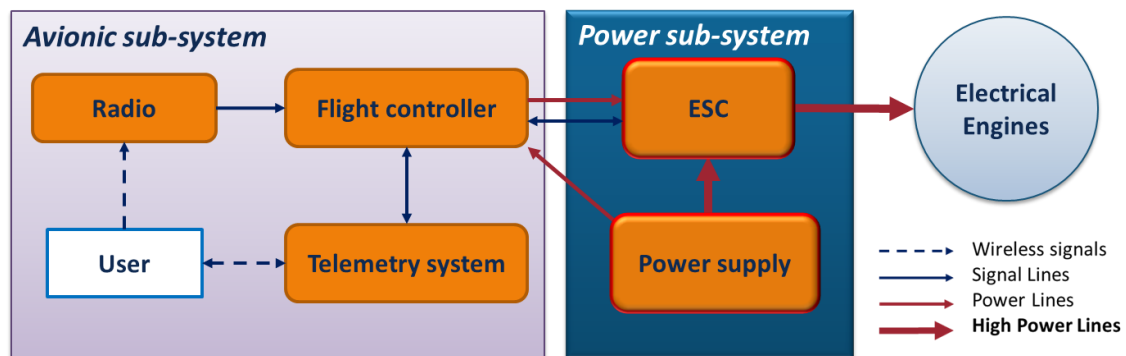 Avionic sub-system
Power sub-system
Radio
Flight controller
ESC
Electrical
Engines
User
Telemetry system
Power supply
Wireless signals
Signal Lines
Power Lines
High Power Lines